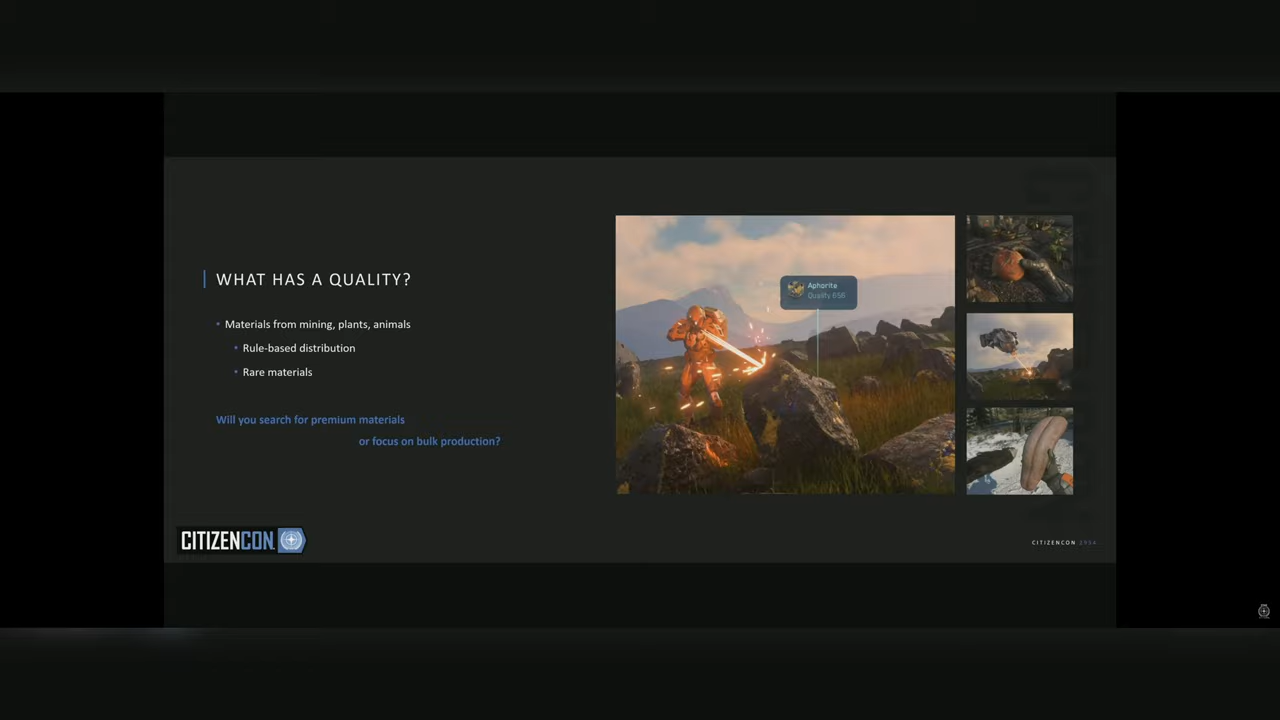 WHAT HAS A QUALITY?
• Materials from mining, plants, animals
• Rule-based distribution
• Rare materials
Will you search for premium materials
or focus on bulk production?
Aphorite
Quality 656
CITIZENCON
CITIZENCON 2954